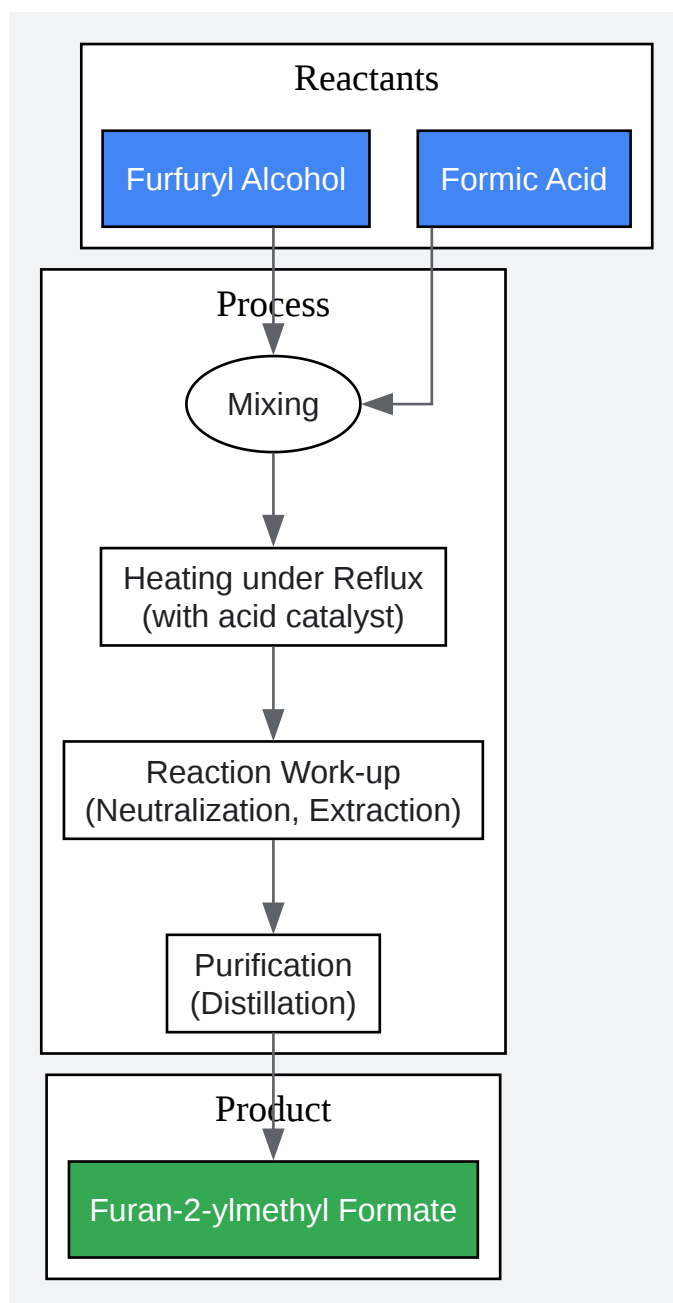 Reactants
Furfuryl Alcohol
Formic Acid
Process
Mixing
Heating under Reflux
(with acid catalyst)
Reaction Work-up
(Neutralization, Extraction)
Purification
(Distillation)
Product
Furan-2-ylmethyl Formate